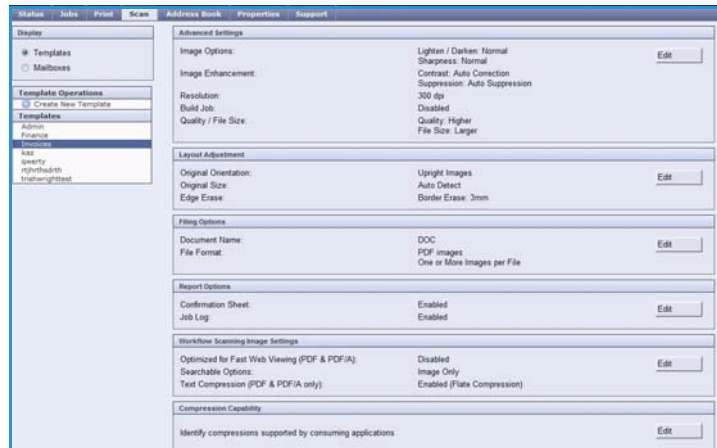 Status Jobs Print Scan Address Book Properties Support
Display
Templates
Mailboxes
Template Operations
Create New Template
Templates
Admin
Finance
Invoices
kaz
qwerty
rtjhrthsdrth
trishwrighttest
Advanced Settings
Image Options: Lighten / Darken: Normal
Sharpness: Normal
Edit
Image Enhancement: Contrast: Auto Correction
Suppression: Auto Suppression
Resolution: 300 dpi
Build Job: Disabled
Quality / File Size: Quality: Higher
File Size: Larger
Layout Adjustment
Original Orientation: Upright Images
Edit
Original Size: Auto Detect
Edge Erase: Border Erase: 3mm
Filing Options
Document Name: DOC
Edit
File Format: PDF images
One or More Images per File
Report Options
Confirmation Sheet: Enabled
Edit
Job Log: Enabled
Workflow Scanning Image Settings
Optimized for Fast Web Viewing (PDF & PDF/A): Disabled
Edit
Searchable Options: Image Only
Text Compression (PDF & PDF/A only): Enabled (Flate Compression)
Compression Capability
Identify compressions supported by consuming applications
Edit